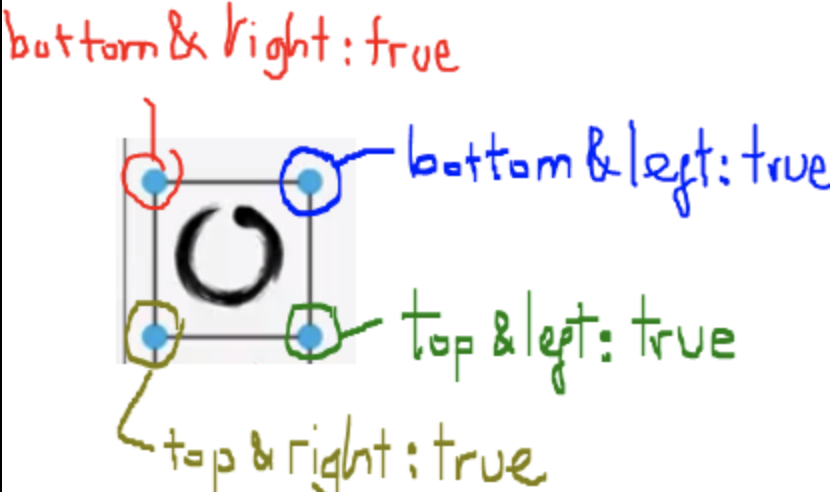 bottom & right: true
bottom & left: true
top & left: true
top & right: true